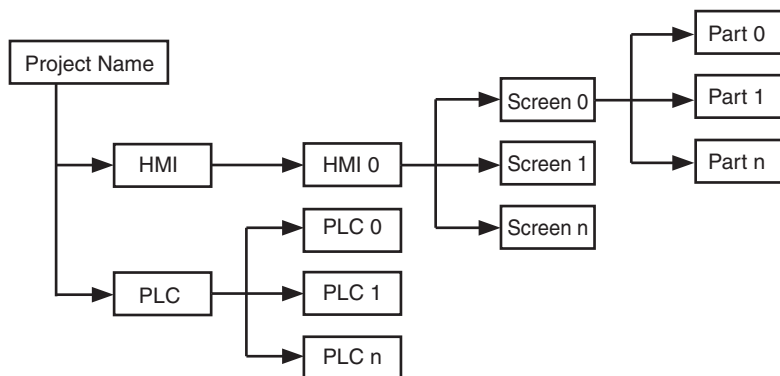 Project Name
HMI
HMI 0
Screen 0
Screen 1
Screen n
Part 0
Part 1
Part n
PLC
PLC 0
PLC 1
PLC n